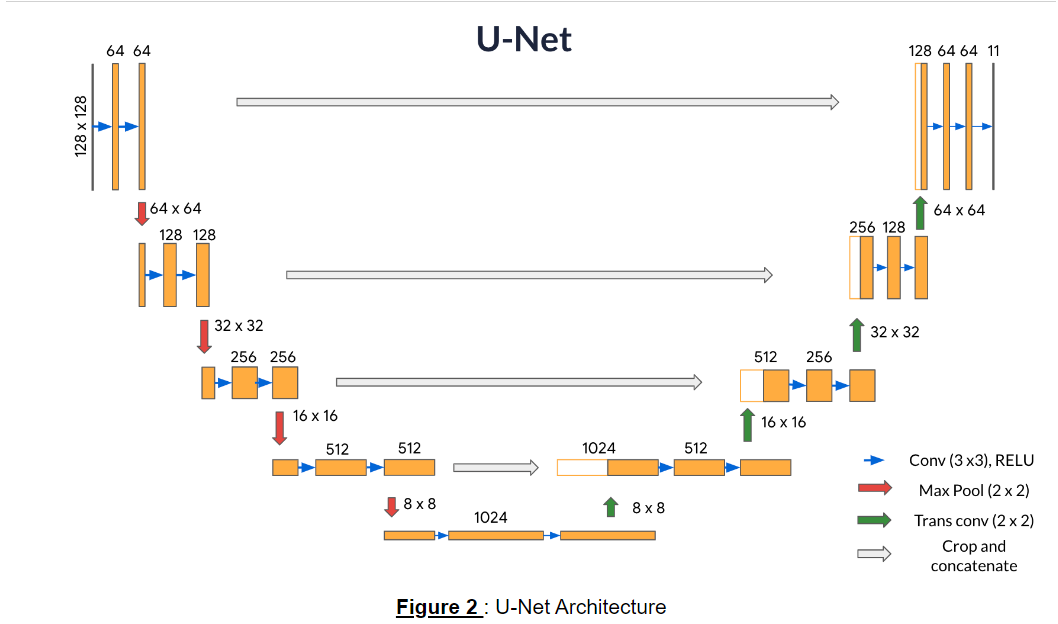 U-Net
64 64
128 64 64 11
128 x 128
64 x 64
64 x 64
128 128
256 128
32 x 32
32 x 32
256 256
512 256
16 x 16
16 x 16
512 512
1024 512
8 x 8
8 x 8
1024
Conv (3 x3), RELU
Max Pool (2 x 2)
Trans conv (2 x 2)
Crop and
concatenate
Figure 2 : U-Net Architecture